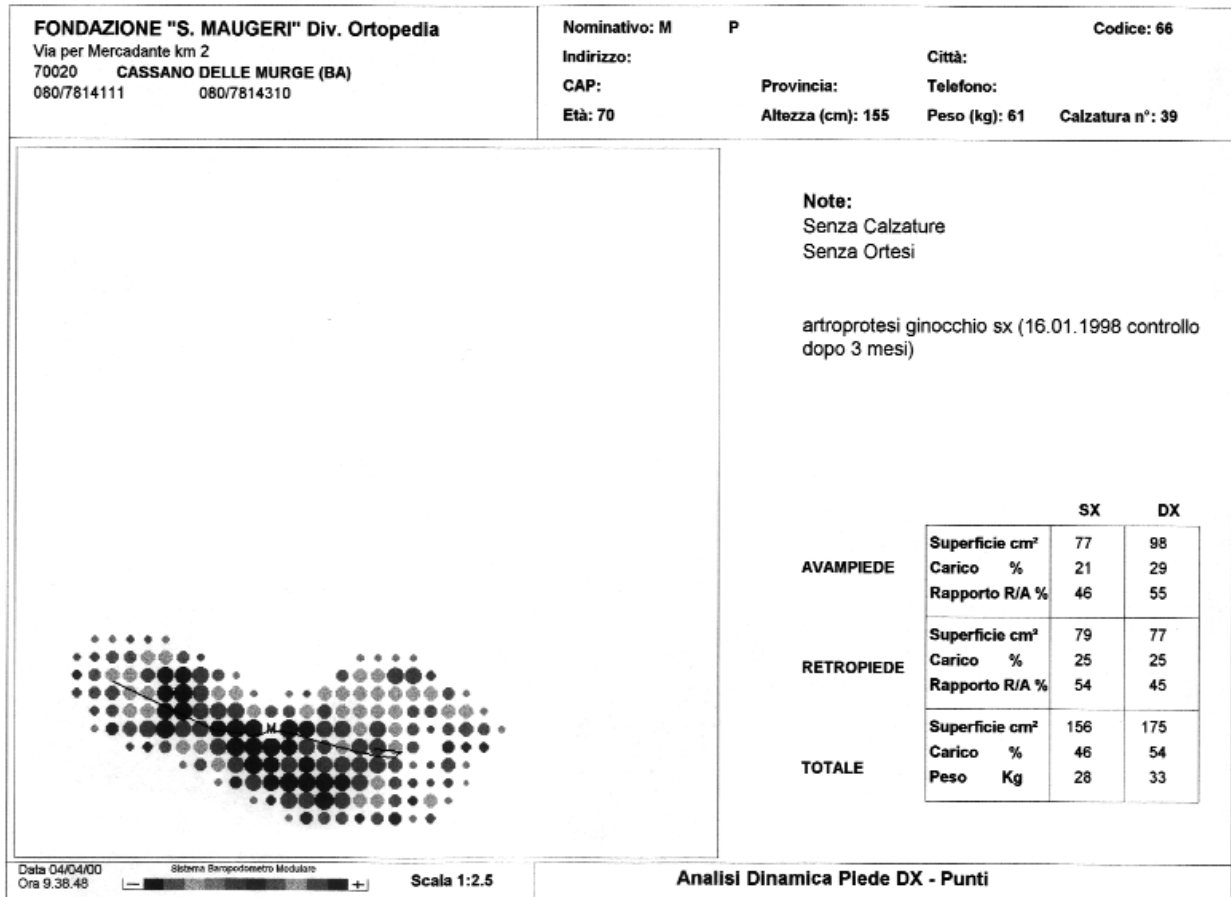 FONDAZIONE "S. MAUGERI" Div. Ortopedia
Via per Mercadante km 2
70020 CASSANO DELLE MURGE (BA)
080/7814111 080/7814310
Nominativo: M P Codice: 66
Indirizzo: Città:
CAP: Provincia: Telefono:
Età: 70 Altezza (cm): 155 Peso (kg): 61 Calzatura n°: 39
Note:
Senza Calzature
Senza Ortesi
artroprotesi ginocchio sx (16.01.1998 controllo
dopo 3 mesi)
SX DX
AVAMPIEDE
Superficie cm² 77 98
Carico % 21 29
Rapporto R/A % 46 55
RETROPIEDE
Superficie cm² 79 77
Carico % 25 25
Rapporto R/A % 54 45
TOTALE
Superficie cm² 156 175
Carico % 46 54
Peso Kg 28 33
M
Data 04/04/00
Ora 9.38.48
Sistema Baropodometro Modulare
− +
Scala 1:2.5
Analisi Dinamica Piede DX - Punti